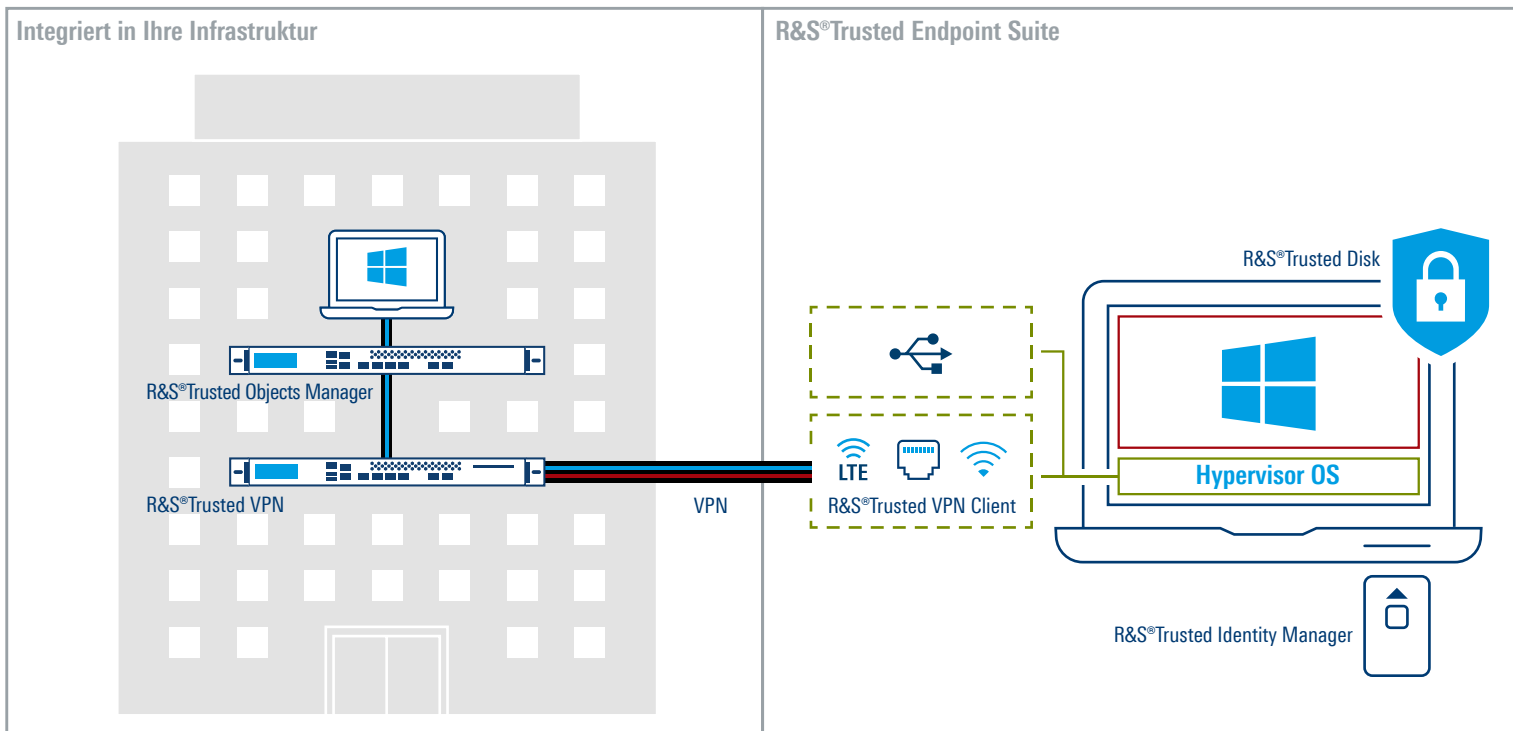 Integriert in Ihre Infrastruktur
R&S®Trusted Objects Manager
R&S®Trusted VPN
VPN
R&S®Trusted Endpoint Suite
R&S®Trusted Disk
LTE
R&S®Trusted VPN Client
Hypervisor OS
R&S®Trusted Identity Manager